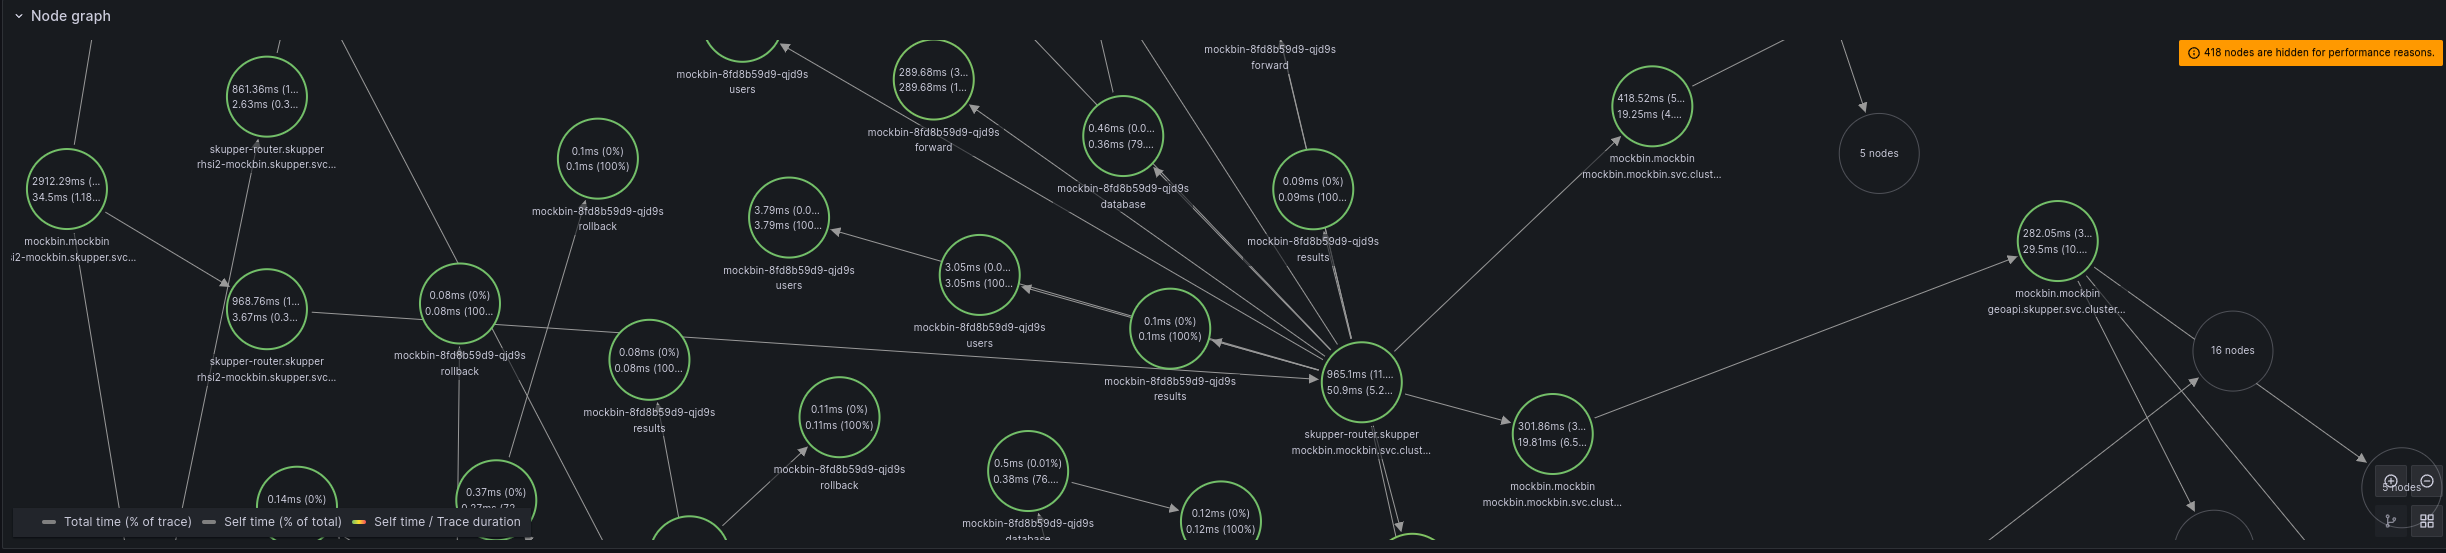 Node graph
418 nodes are hidden for performance reasons.
mockbin-8fd8b59d9-qjd9s
forward
mockbin-8fd8b59d9-qjd9s
users
289.68ms (3...
289.68ms (1...
mockbin-8fd8b59d9-qjd9s
forward
861.36ms (1...
2.63ms (0.3...
skupper-router.skupper
rhsi2-mockbin.skupper.svc...
418.52ms (5...
19.25ms (4....
mockbin.mockbin
mockbin.mockbin.svc.clust...
0.46ms (0.0...
0.36ms (79....
mockbin-8fd8b59d9-qjd9s
database
5 nodes
0.1ms (0%)
0.1ms (100%)
mockbin-8fd8b59d9-qjd9s
rollback
2912.29ms (...
34.5ms (1.18...
mockbin.mockbin
si2-mockbin.skupper.svc...
0.09ms (0%)
0.09ms (100...
mockbin-8fd8b59d9-qjd9s
results
3.79ms (0.0...
3.79ms (100...
mockbin-8fd8b59d9-qjd9s
users
282.05ms (3...
29.5ms (10....
mockbin.mockbin
geoapi.skupper.svc.cluster...
3.05ms (0.0...
3.05ms (100...
mockbin-8fd8b59d9-qjd9s
users
968.76ms (1...
3.67ms (0.3...
skupper-router.skupper
rhsi2-mockbin.skupper.svc...
0.08ms (0%)
0.08ms (100...
mockbin-8fd8b59d9-qjd9s
rollback
0.1ms (0%)
0.1ms (100%)
mockbin-8fd8b59d9-qjd9s
results
16 nodes
0.08ms (0%)
0.08ms (100...
mockbin-8fd8b59d9-qjd9s
results
965.1ms (11....
50.9ms (5.2...
skupper-router.skupper
mockbin.mockbin.svc.clust...
0.11ms (0%)
0.11ms (100%)
mockbin-8fd8b59d9-qjd9s
rollback
301.86ms (3...
19.81ms (6.5...
mockbin.mockbin
mockbin.mockbin.svc.clust...
0.5ms (0.01%)
0.38ms (76....
mockbin-8fd8b59d9-qjd9s
database
5 nodes
0.14ms (0%)
0.37ms (0%)
0.12ms (0%)
0.12ms (100%)
Total time (% of trace)
Self time (% of total)
Self time / Trace duration